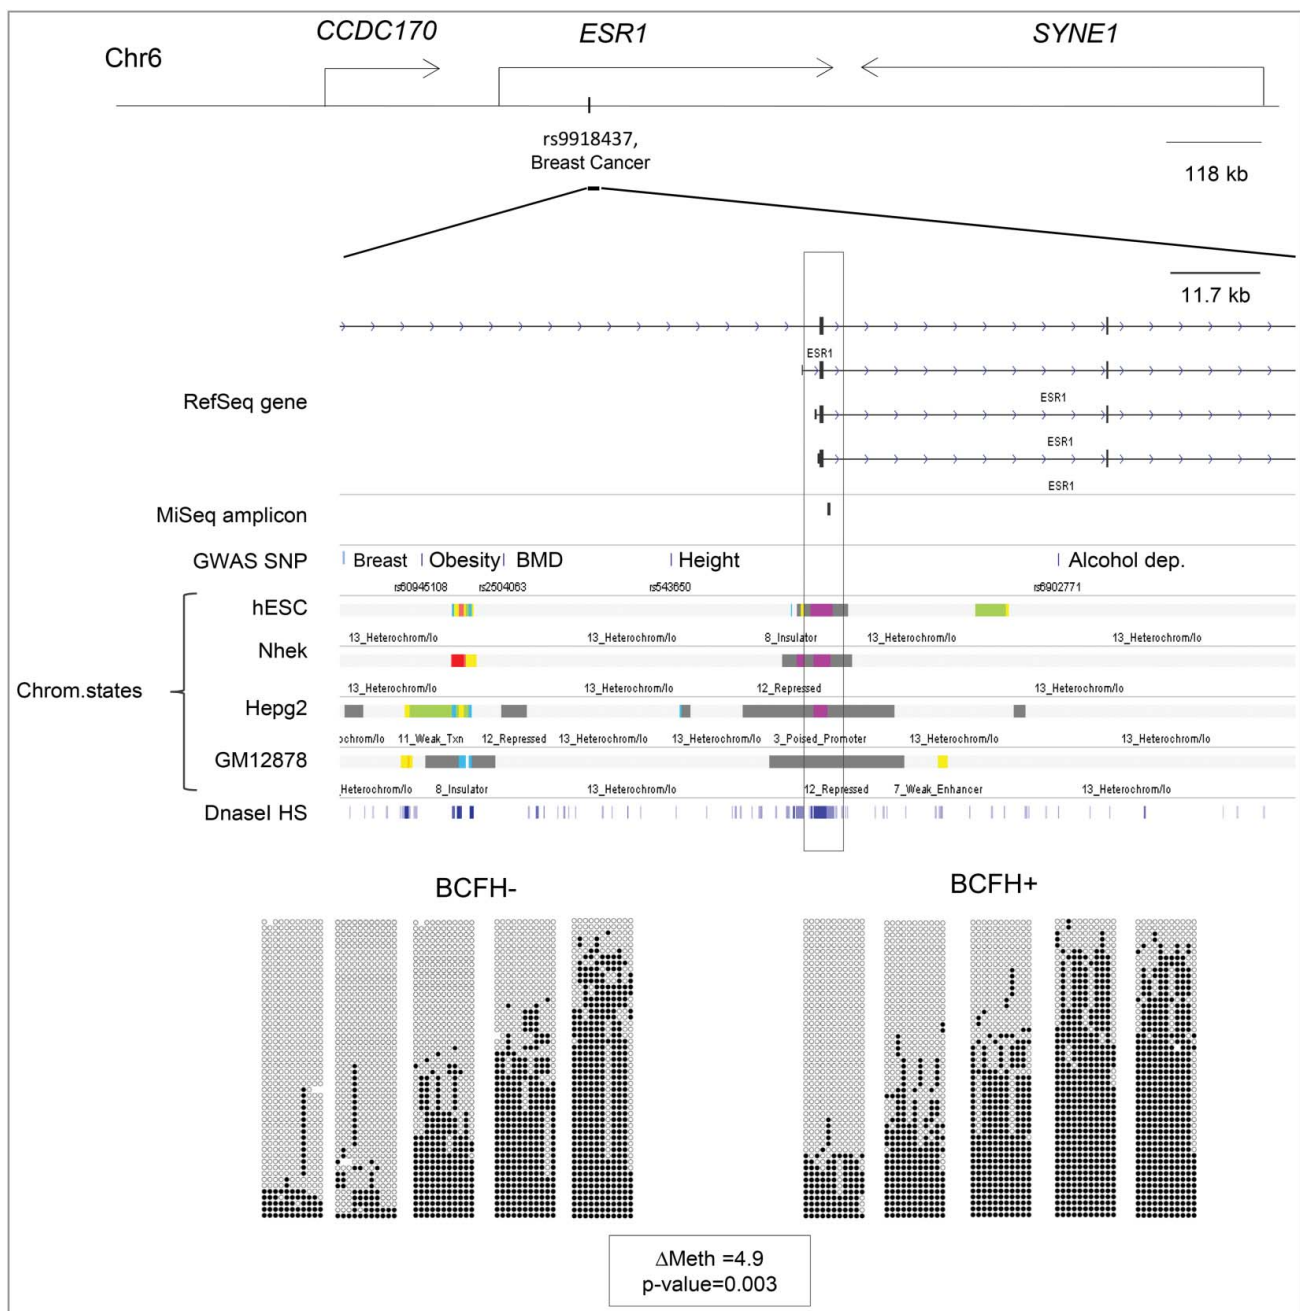 CCDC170 ESR1 SYNE1
Chr6
rs9918437,
Breast Cancer
118 kb
11.7 kb
ESR1
RefSeq gene
ESR1
ESR1
ESR1
MiSeq amplicon
GWAS SNP Breast Obesity BMD Height Alcohol dep.
rs60945108 rs2504063 rs543650 rs6902771
hESC
13_Heterochrom/lo 13_Heterochrom/lo 8_Insulator 13_Heterochrom/lo 13_Heterochrom/lo
Nhek
13_Heterochrom/lo 13_Heterochrom/lo 12_Repressed 13_Heterochrom/lo
Chrom.states
Hepg2
ochrom/lo 11_Weak_Txn 12_Repressed 13_Heterochrom/lo 13_Heterochrom/lo 3_Poised_Promoter 13_Heterochrom/lo 13_Heterochrom/lo
GM12878
_Heterochrom/lo 8_Insulator 13_Heterochrom/lo 12_Repressed 7_Weak_Enhancer 13_Heterochrom/lo
DnaseI HS
BCFH- BCFH+
ΔMeth =4.9
p-value=0.003